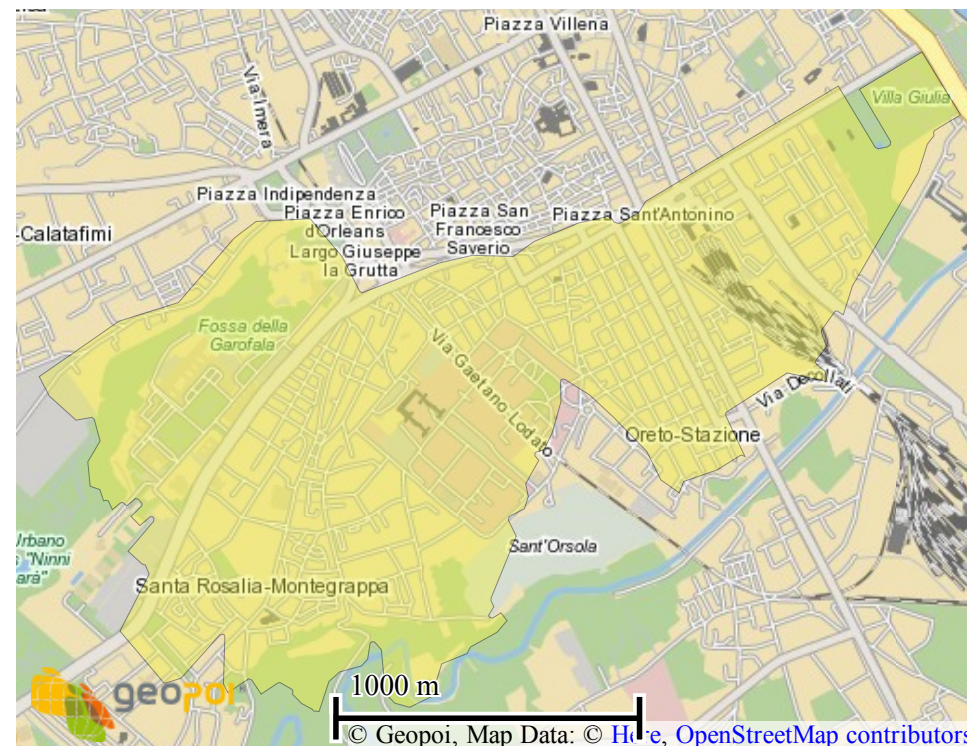 Piazza Villena
Via Imera
Villa Giulia
Piazza Indipendenza
Piazza Enrico
d'Orleans
Piazza San
Francesco
Saverio
Piazza Sant'Antonino
-Calatafimi
Largo Giuseppe
la Grutta
Fossa della
Garofala
Via Gaetano Lodato
Via Decollati
Oreto-Stazione
Urbano
"Ninni
arà"
Sant'Orsola
Santa Rosalia-Montegrappa
geopoi
1000 m
© Geopoi, Map Data: © Here, OpenStreetMap contributors